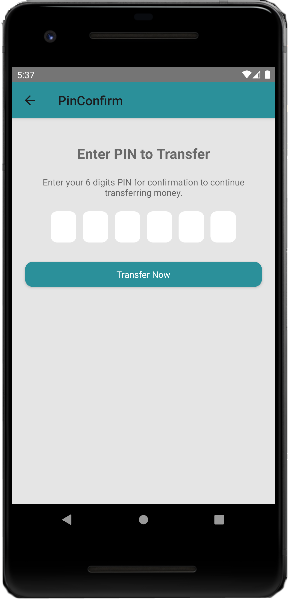 5:37
PinConfirm
Enter PIN to Transfer
Enter your 6 digits PIN for confirmation to continue
transferring money.
Transfer Now